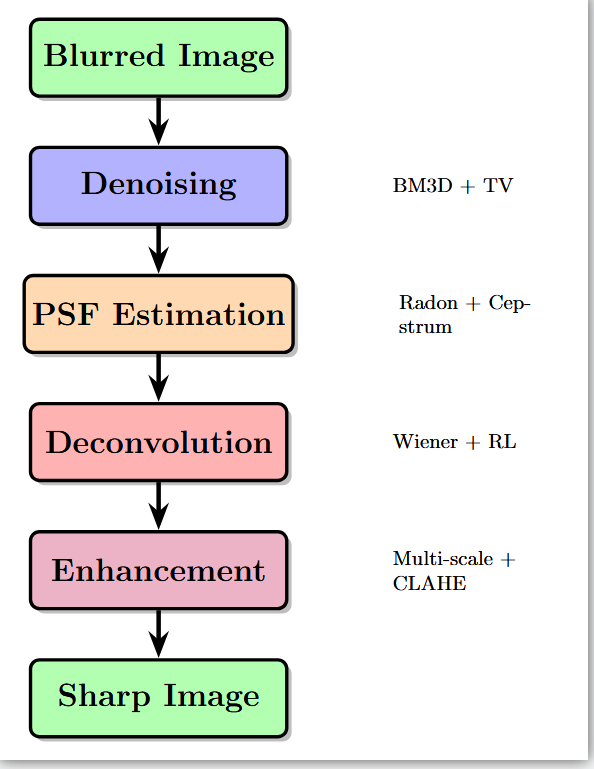 Blurred Image
Denoising
BM3D + TV
PSF Estimation
Radon + Cep-
strum
Deconvolution
Wiener + RL
Enhancement
Multi-scale +
CLAHE
Sharp Image